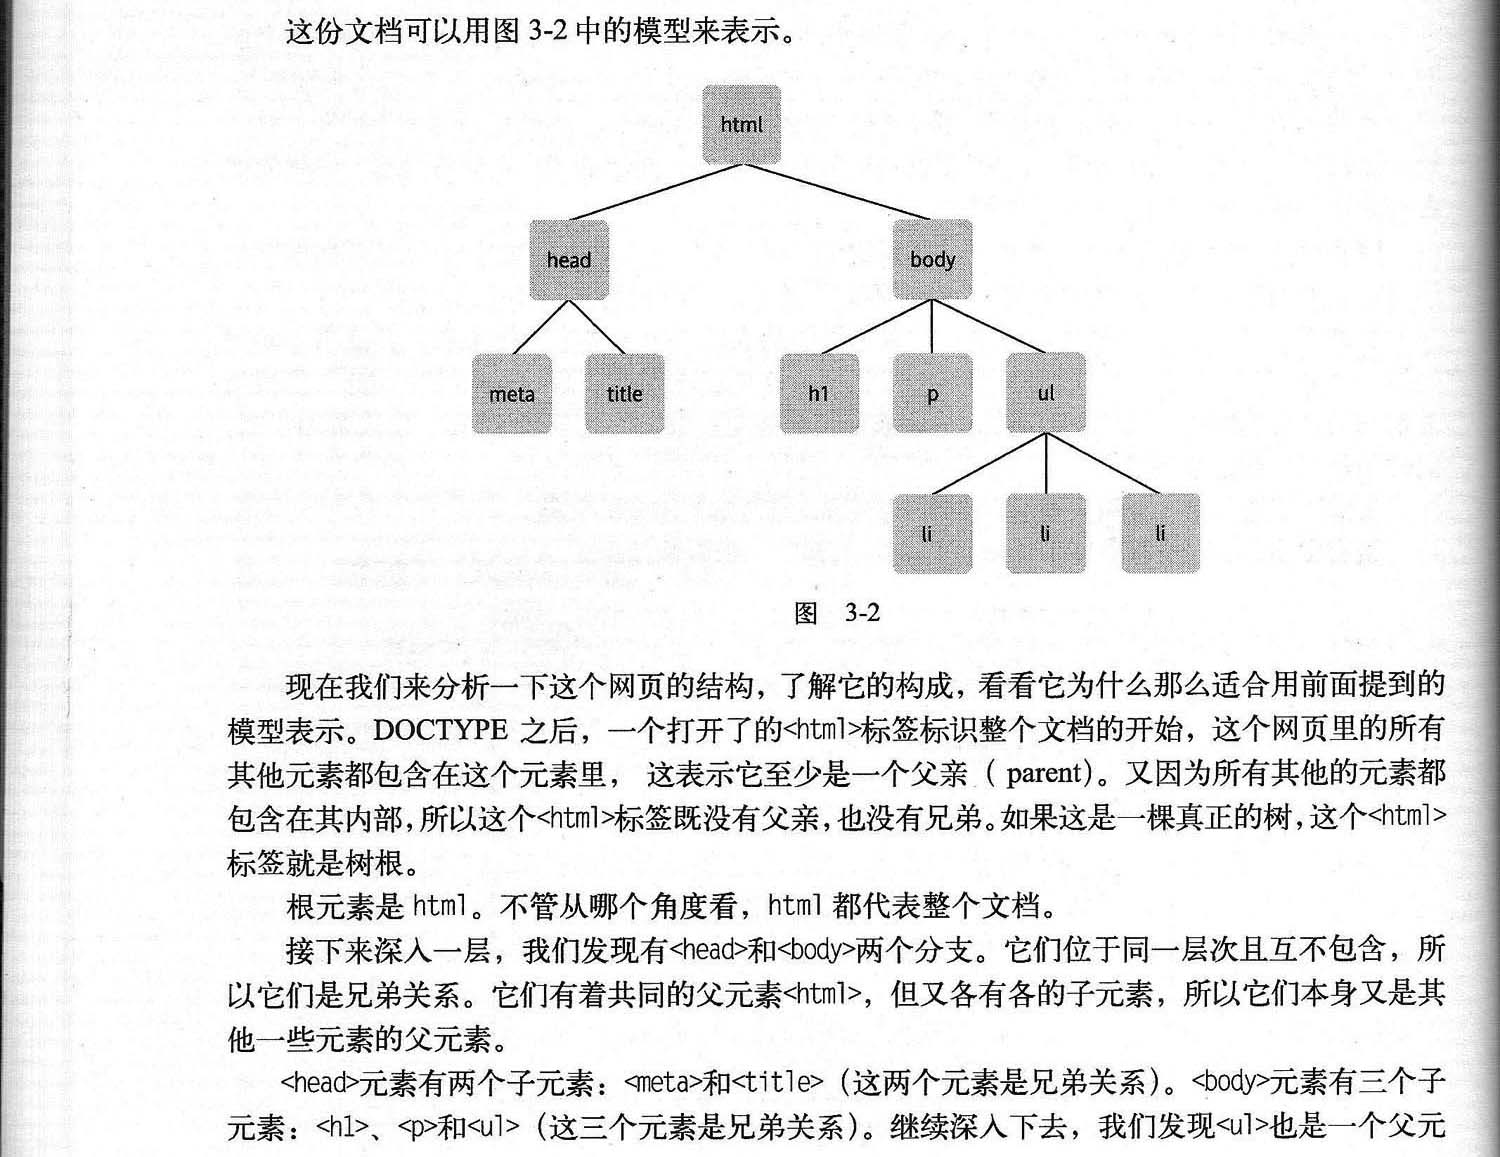 这份文档可以用图 3-2 中的模型来表示。
html
head
body
meta
title
h1
p
ul
li
li
li
图 3-2
现在我们来分析一下这个网页的结构，了解它的构成，看看它为什么那么适合用前面提到的
模型表示。DOCTYPE 之后，一个打开了的<html>标签标识整个文档的开始，这个网页里的所有
其他元素都包含在这个元素里， 这表示它至少是一个父亲（ parent）。又因为所有其他的元素都
包含在其内部，所以这个<html>标签既没有父亲，也没有兄弟。如果这是一棵真正的树，这个<html>
标签就是树根。
根元素是 html。不管从哪个角度看，html 都代表整个文档。
接下来深入一层，我们发现有<head>和<body>两个分支。它们位于同一层次且互不包含，所
以它们是兄弟关系。它们有着共同的父元素<html>，但又各有各的子元素，所以它们本身又是其
他一些元素的父元素。
<head>元素有两个子元素：<meta>和<title>（这两个元素是兄弟关系）。<body>元素有三个子
元素：<h1>、<p>和<ul>（这三个元素是兄弟关系）。继续深入下去，我们发现<ul>也是一个父元